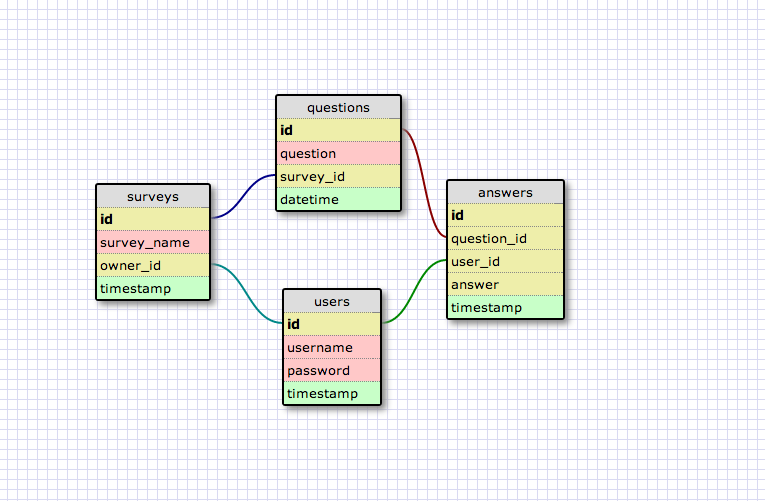 questions
id
question
survey_id
datetime
surveys
id
survey_name
owner_id
timestamp
answers
id
question_id
user_id
answer
timestamp
users
id
username
password
timestamp